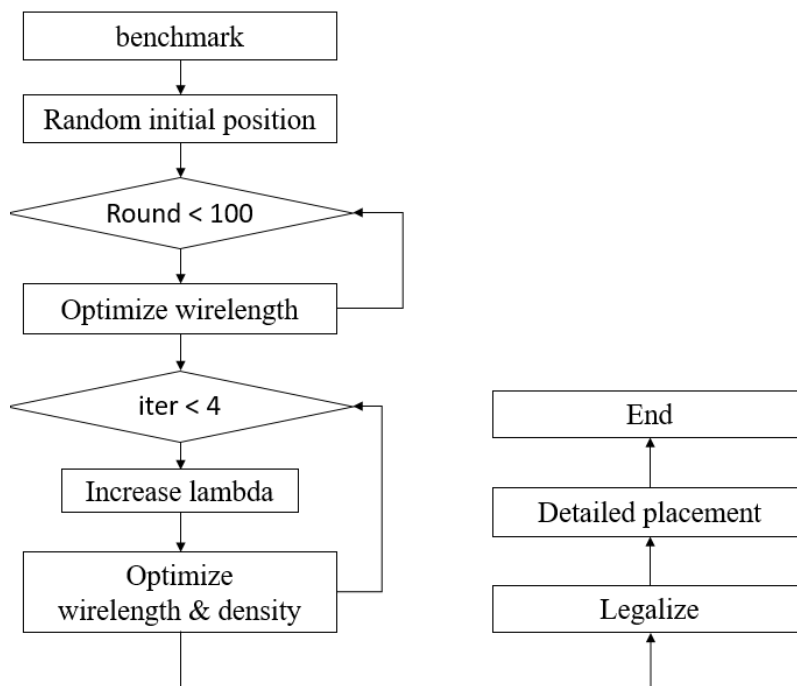 benchmark
Random initial position
Round < 100
Optimize wirelength
iter < 4
Increase lambda
Optimize
wirelength & density
End
Detailed placement
Legalize